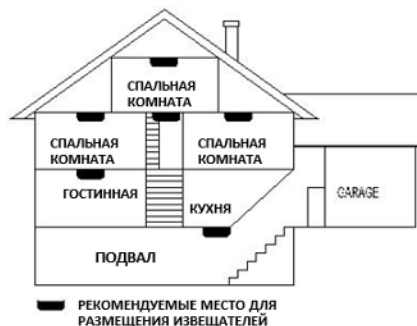 СПАЛЬНАЯ
КОМНАТА
СПАЛЬНАЯ
КОМНАТА
СПАЛЬНАЯ
КОМНАТА
ГОСТИННАЯ
КУХНЯ
GARAGE
ПОДВАЛ
РЕКОМЕНДУЕМЫЕ МЕСТО ДЛЯ
РАЗМЕЩЕНИЯ ИЗВЕЩАТЕЛЕЙ